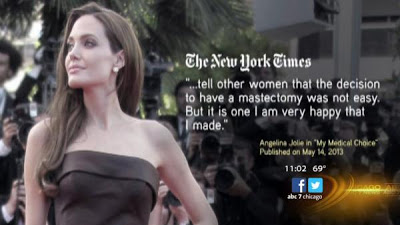 The New York Times
"...tell other women that the decision
to have a mastectomy was not easy.
But it is one I am very happy that
I made."
Angelina Jolie in "My Medical Choice"
Published on May 14, 2013
11:02 69°
abc 7 chicago